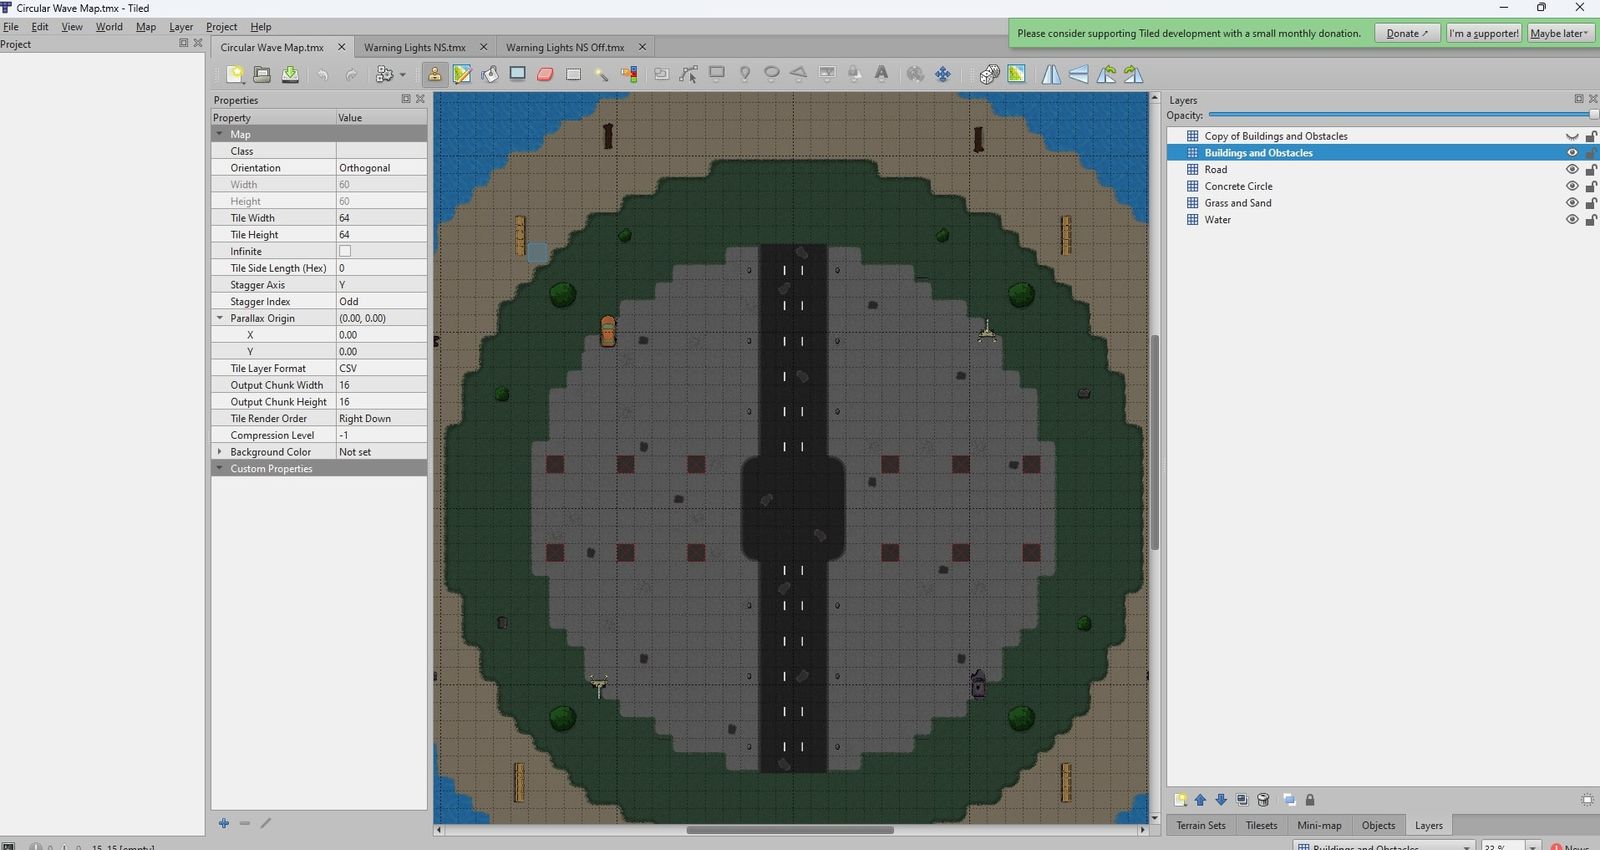 Circular Wave Map.tmx - Tiled
File Edit View World Map Layer Project Help
Please consider supporting Tiled development with a small monthly donation. Donate ↗ I'm a supporter! Maybe later
Project
Circular Wave Map.tmx Warning Lights NS.tmx Warning Lights NS Off.tmx
Properties
Property Value
Map
Class
Orientation Orthogonal
Width 60
Height 60
Tile Width 64
Tile Height 64
Infinite
Tile Side Length (Hex) 0
Stagger Axis Y
Stagger Index Odd
Parallax Origin (0.00, 0.00)
X 0.00
Y 0.00
Tile Layer Format CSV
Output Chunk Width 16
Output Chunk Height 16
Tile Render Order Right Down
Compression Level -1
Background Color Not set
Custom Properties
Layers
Opacity:
Copy of Buildings and Obstacles
Buildings and Obstacles
Road
Concrete Circle
Grass and Sand
Water
Terrain Sets Tilesets Mini-map Objects Layers
15, 15 [empty]
Buildings and Obstacles 33 % News